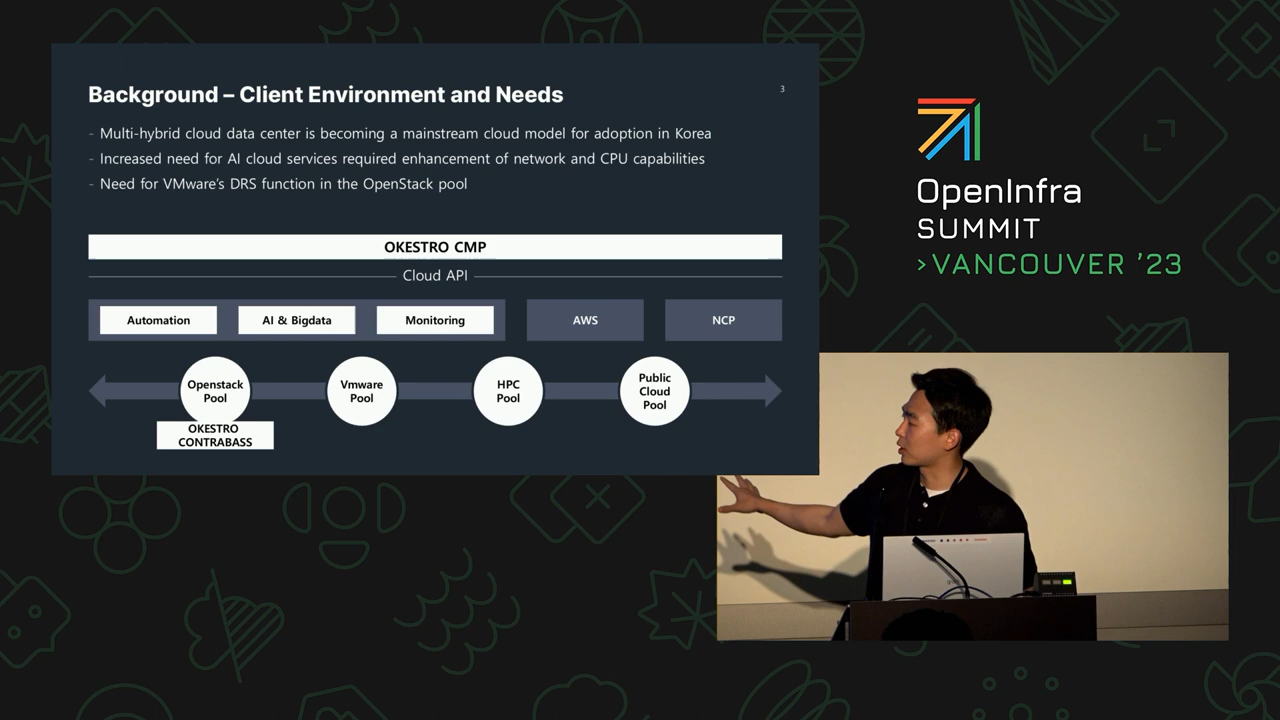 Background – Client Environment and Needs
3
- Multi-hybrid cloud data center is becoming a mainstream cloud model for adoption in Korea
- Increased need for AI cloud services required enhancement of network and CPU capabilities
- Need for VMware's DRS function in the OpenStack pool
OKESTRO CMP
Cloud API
Automation
AI & Bigdata
Monitoring
AWS
NCP
Openstack
Pool
Vmware
Pool
HPC
Pool
Public
Cloud
Pool
OKESTRO
CONTRABASS
OpenInfra
SUMMIT
>VANCOUVER ’23